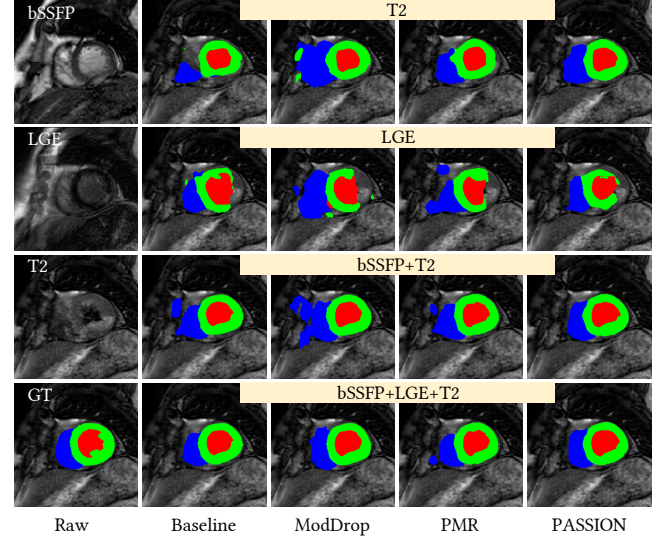 bSSFP
T2
LGE
LGE
T2
bSSFP+T2
GT
bSSFP+LGE+T2
Raw Baseline ModDrop PMR PASSION